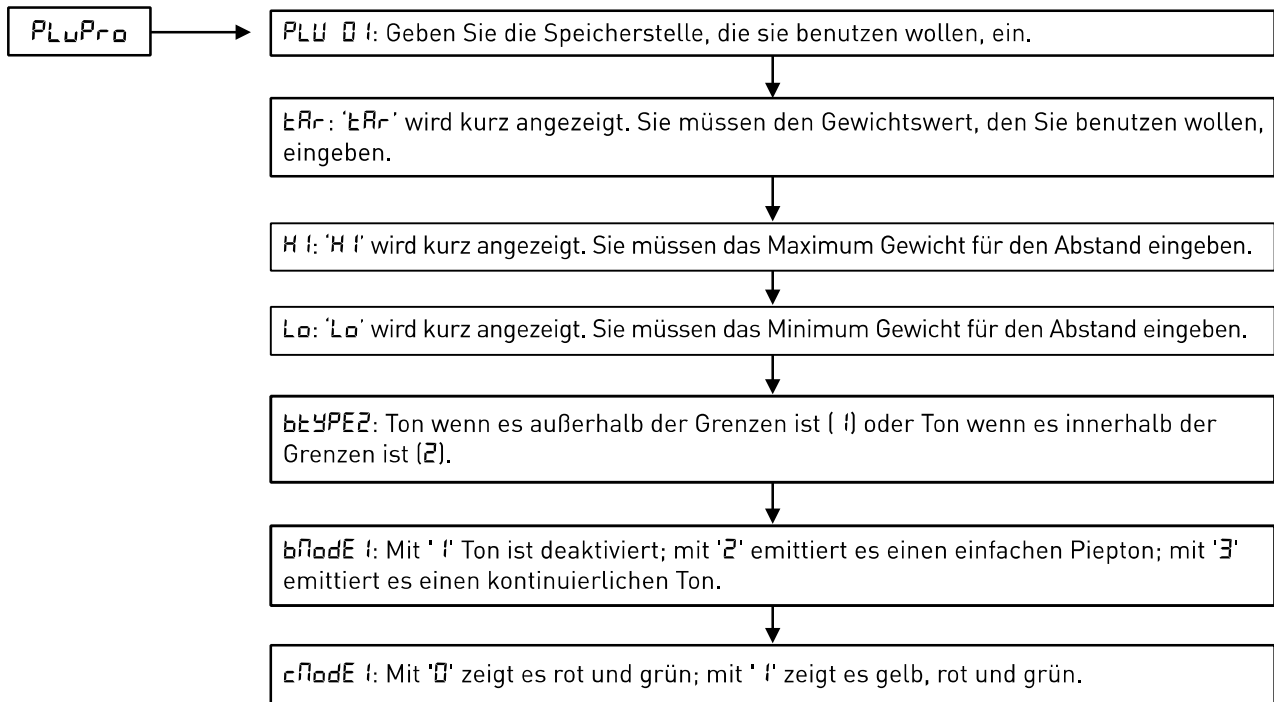 PLuPro
PLU 01: Geben Sie die Speicherstelle, die sie benutzen wollen, ein.
tAr: 'tAr' wird kurz angezeigt. Sie müssen den Gewichtswert, den Sie benutzen wollen,
eingeben.
HI: 'HI' wird kurz angezeigt. Sie müssen das Maximum Gewicht für den Abstand eingeben.
Lo: 'Lo' wird kurz angezeigt. Sie müssen das Minimum Gewicht für den Abstand eingeben.
btYPE2: Ton wenn es außerhalb der Grenzen ist (1) oder Ton wenn es innerhalb der
Grenzen ist (2).
bModE 1: Mit '1' Ton ist deaktiviert; mit '2' emittiert es einen einfachen Piepton; mit '3'
emittiert es einen kontinuierlichen Ton.
cModE 1: Mit '0' zeigt es rot und grün; mit '1' zeigt es gelb, rot und grün.